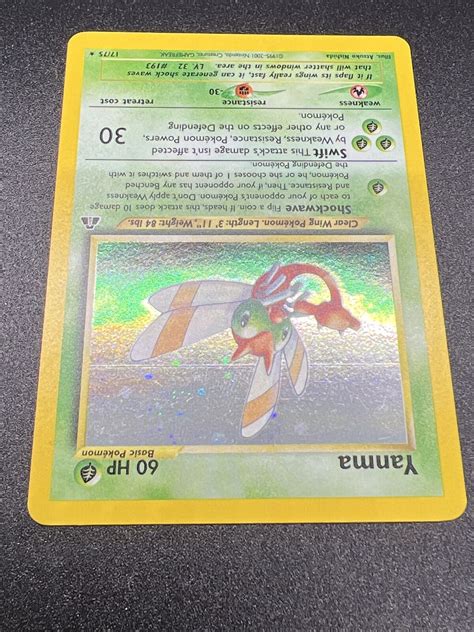 Yanma
Basic Pokémon
60 HP
Clear Wing Pokémon. Length: 3' 11", Weight: 84 lbs.
Shockwave Flip a coin. If heads, this attack does 10 damage
to each of your opponent's Pokémon. Don't apply Weakness
and Resistance. Then, if your opponent has any Benched
Pokémon, he or she chooses 1 of them and switches it with
the Defending Pokémon.
Swift This attack's damage isn't affected
by Weakness, Resistance, Pokémon Powers,
or any other effects on the Defending
Pokémon.
30
weakness
resistance
-30
retreat cost
If it flaps its wings really fast, it can generate shock waves
that will shatter windows in the area. LV. 32 #193
Illus. Atsuko Nishida
©1995-2001 Nintendo, Creatures, GAMEFREAK.
17/75 ★